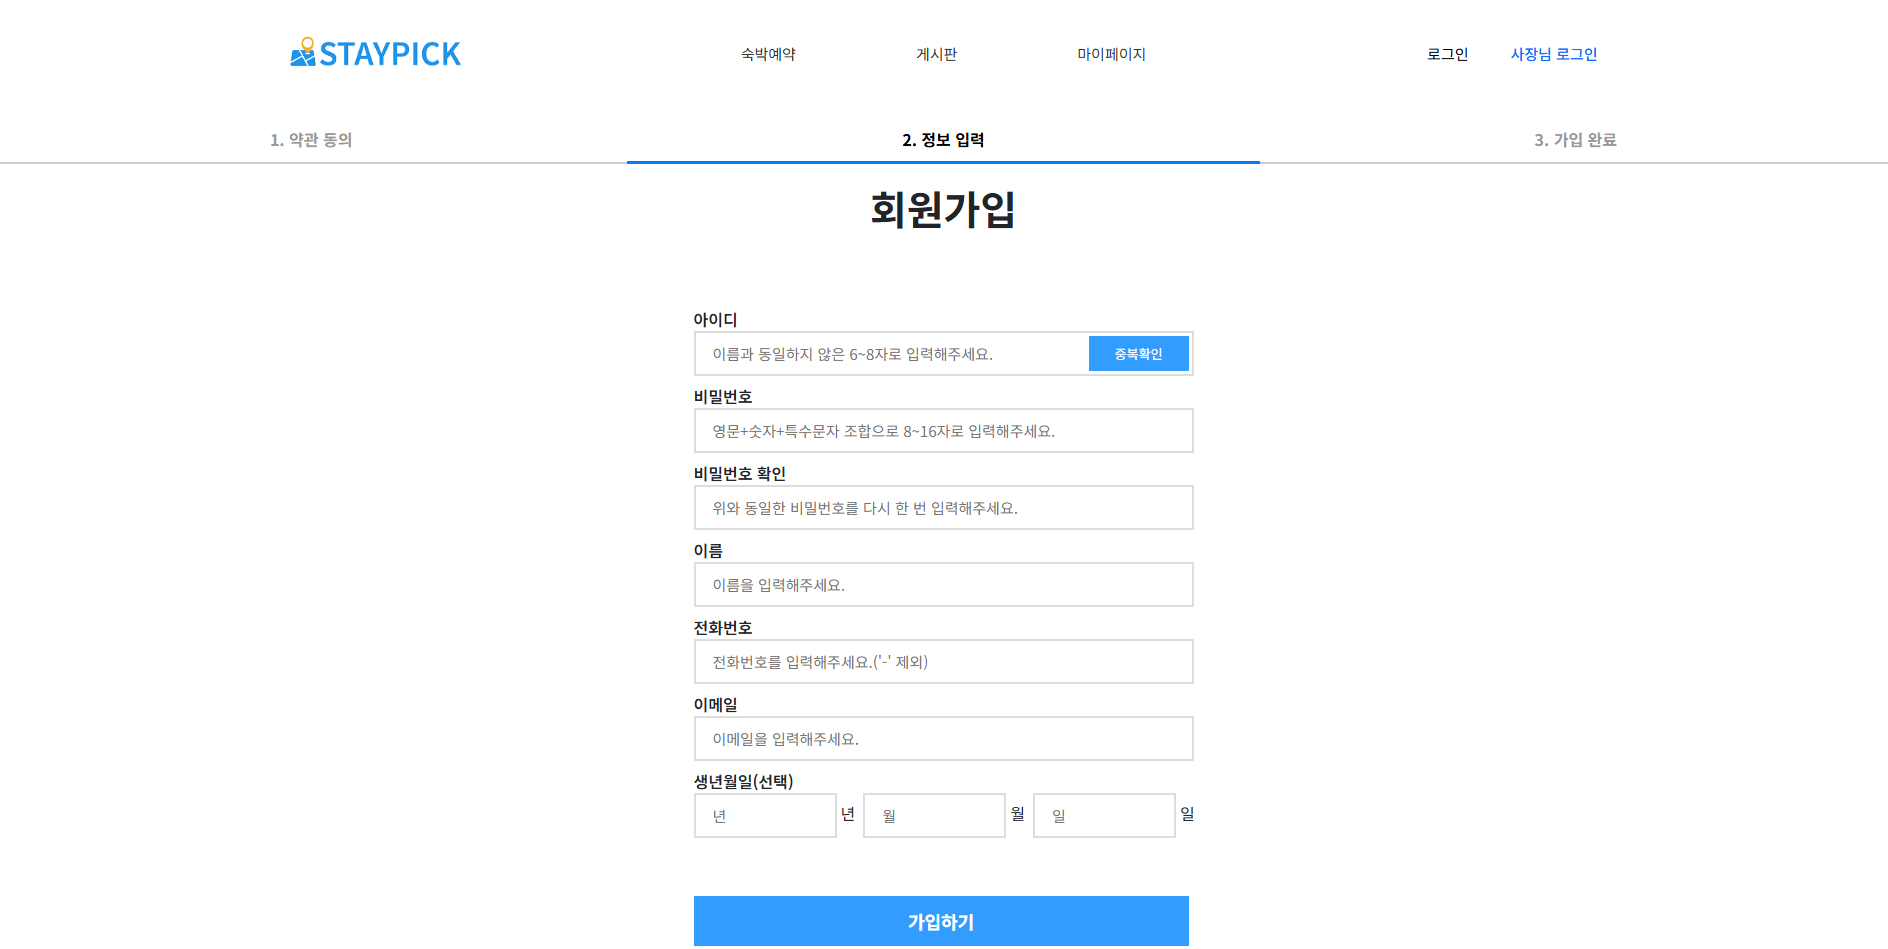 STAYPICK 숙박예약 게시판 마이페이지 로그인 사장님 로그인
1. 약관 동의 2. 정보 입력 3. 가입 완료
회원가입
아이디
이름과 동일하지 않은 6~8자로 입력해주세요. 중복확인
비밀번호
영문+숫자+특수문자 조합으로 8~16자로 입력해주세요.
비밀번호 확인
위와 동일한 비밀번호를 다시 한 번 입력해주세요.
이름
이름을 입력해주세요.
전화번호
전화번호를 입력해주세요.('-' 제외)
이메일
이메일을 입력해주세요.
생년월일(선택)
년 년 월 월 일 일
가입하기